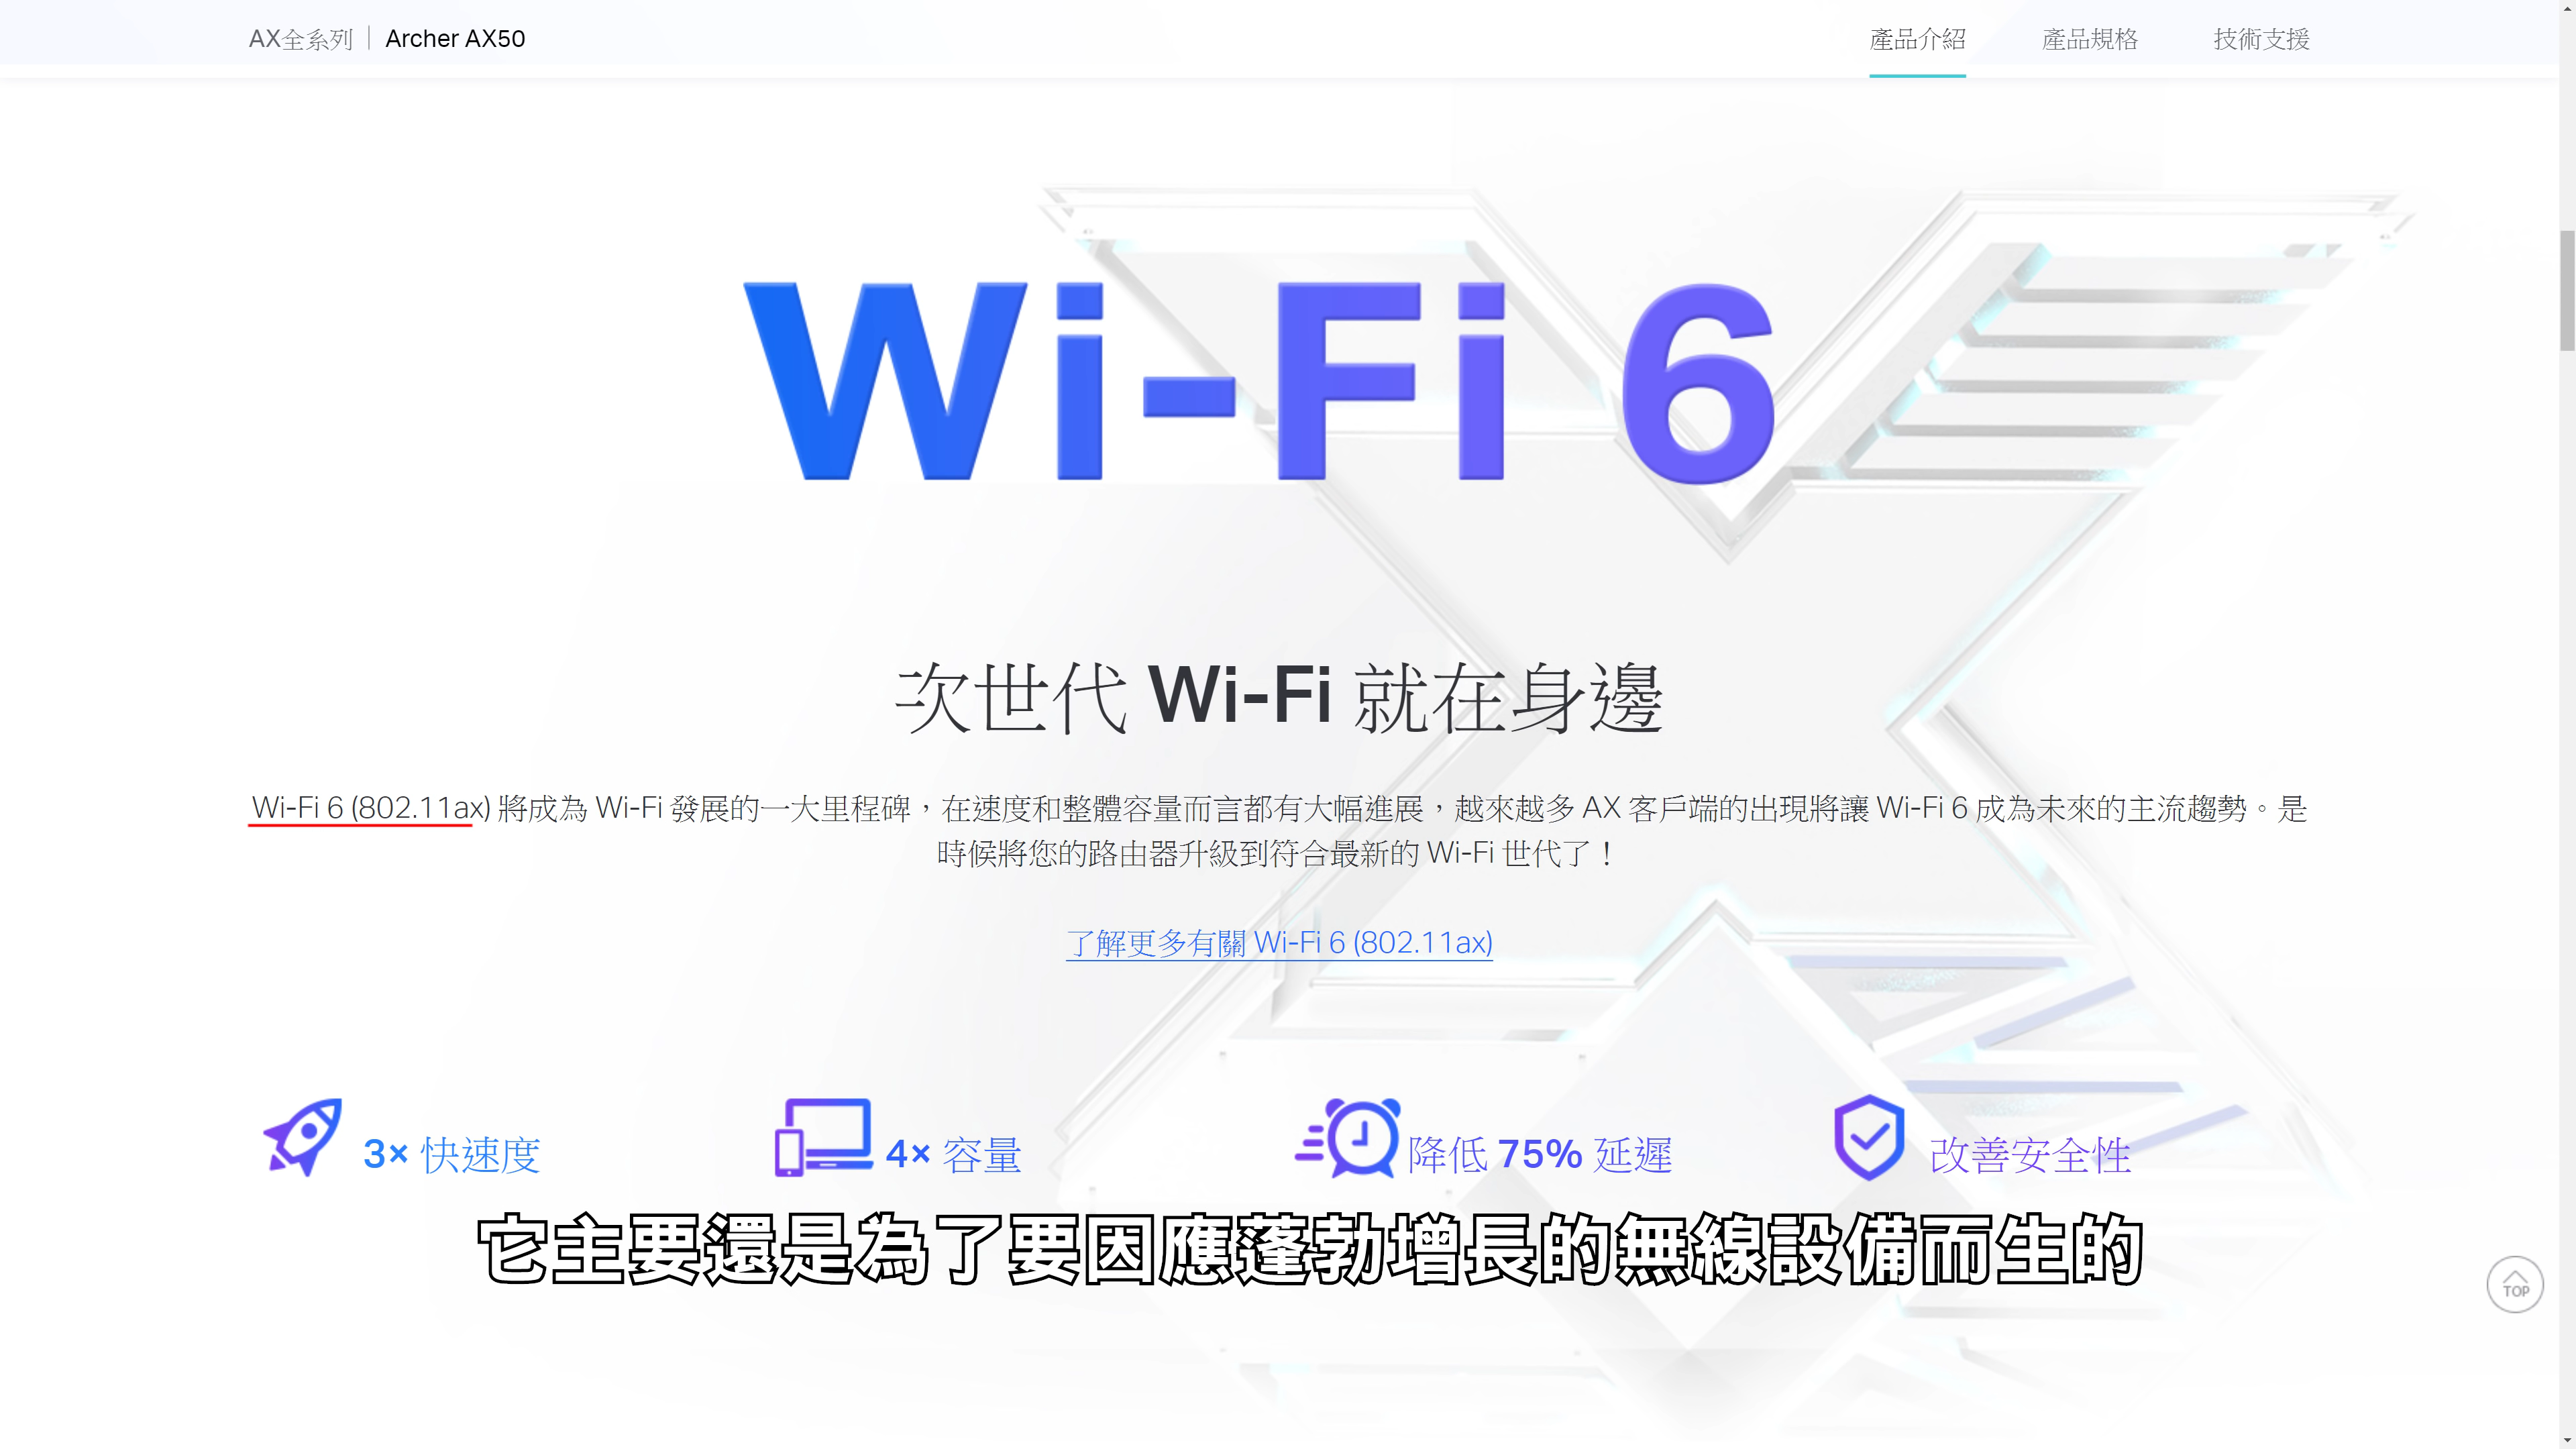 AX全系列 | Archer AX50
產品介紹
產品規格
技術支援
Wi-Fi 6
次世代 Wi-Fi 就在身邊
Wi-Fi 6 (802.11ax) 將成為 Wi-Fi 發展的一大里程碑，在速度和整體容量而言都有大幅進展，越來越多 AX 客戶端的出現將讓 Wi-Fi 6 成為未來的主流趨勢。是
時候將您的路由器升級到符合最新的 Wi-Fi 世代了！
了解更多有關 Wi-Fi 6 (802.11ax)
3× 快速度
4× 容量
降低 75% 延遲
改善安全性
它主要還是為了要因應蓬勃增長的無線設備而生的
TOP